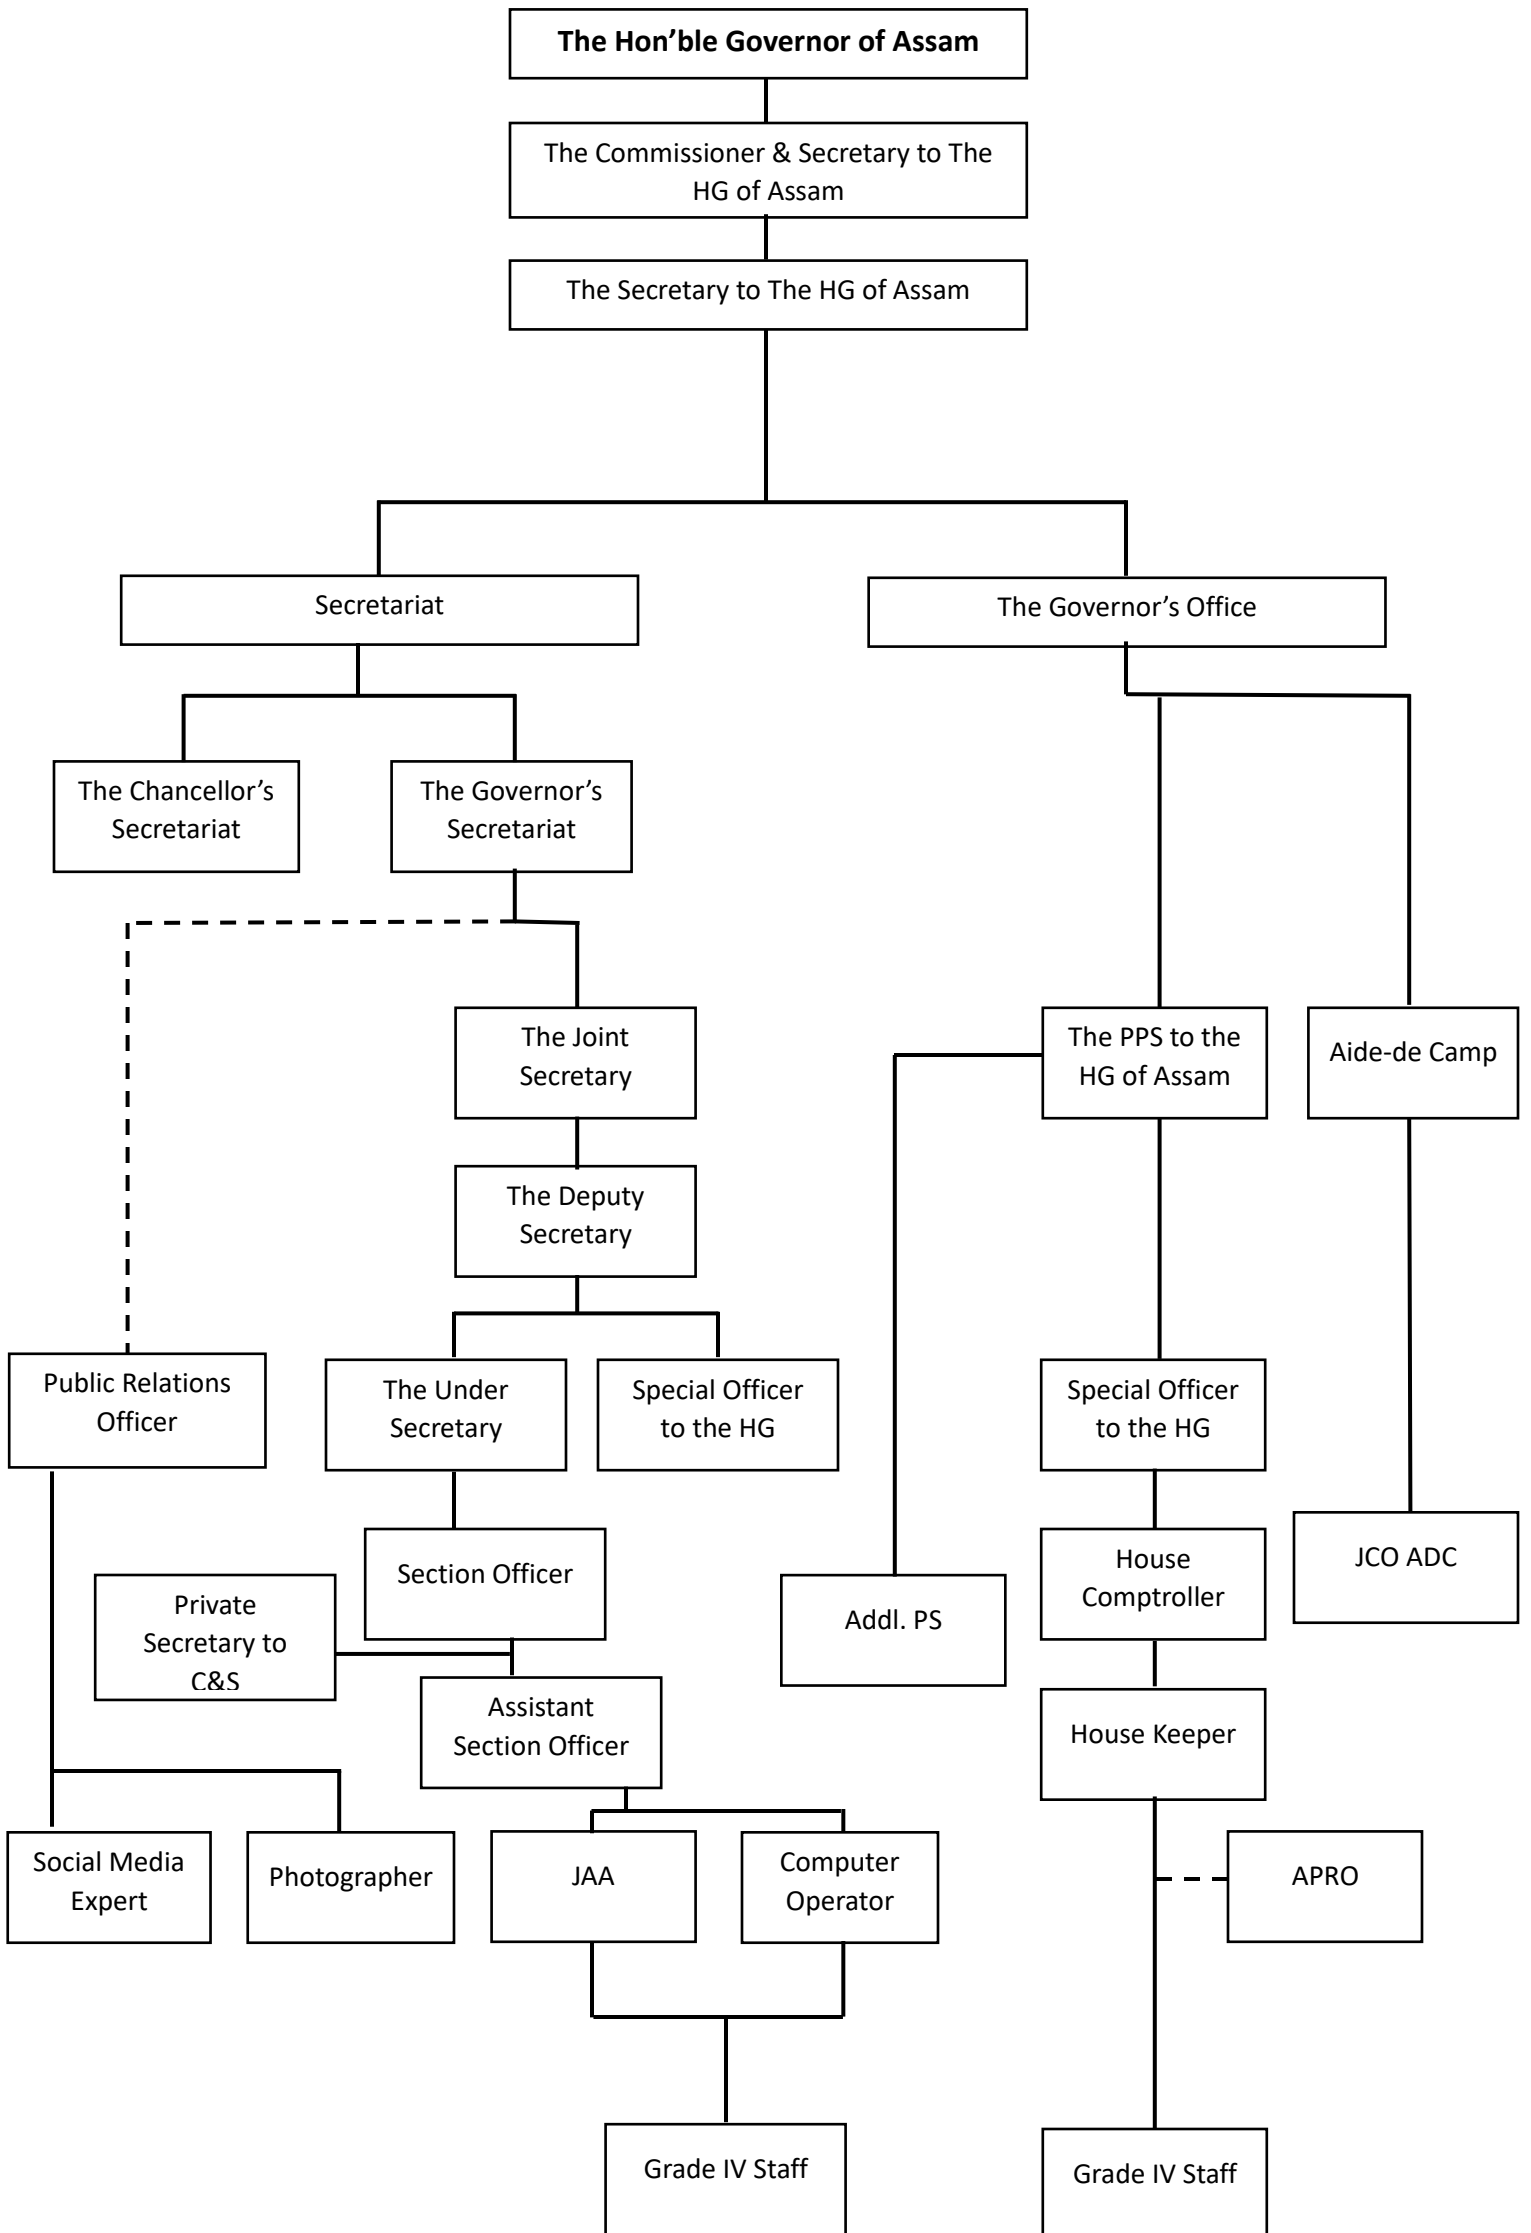 The Hon’ble Governor of Assam
The Commissioner & Secretary to The
HG of Assam
The Secretary to The HG of Assam
Secretariat
The Governor’s Office
The Chancellor’s
Secretariat
The Governor’s
Secretariat
The Joint
Secretary
The PPS to the
HG of Assam
Aide-de Camp
The Deputy
Secretary
Public Relations
Officer
The Under
Secretary
Special Officer
to the HG
Special Officer
to the HG
Section Officer
House
Comptroller
JCO ADC
Private
Secretary to
C&S
Addl. PS
Assistant
Section Officer
House Keeper
Social Media
Expert
Photographer
JAA
Computer
Operator
APRO
Grade IV Staff
Grade IV Staff